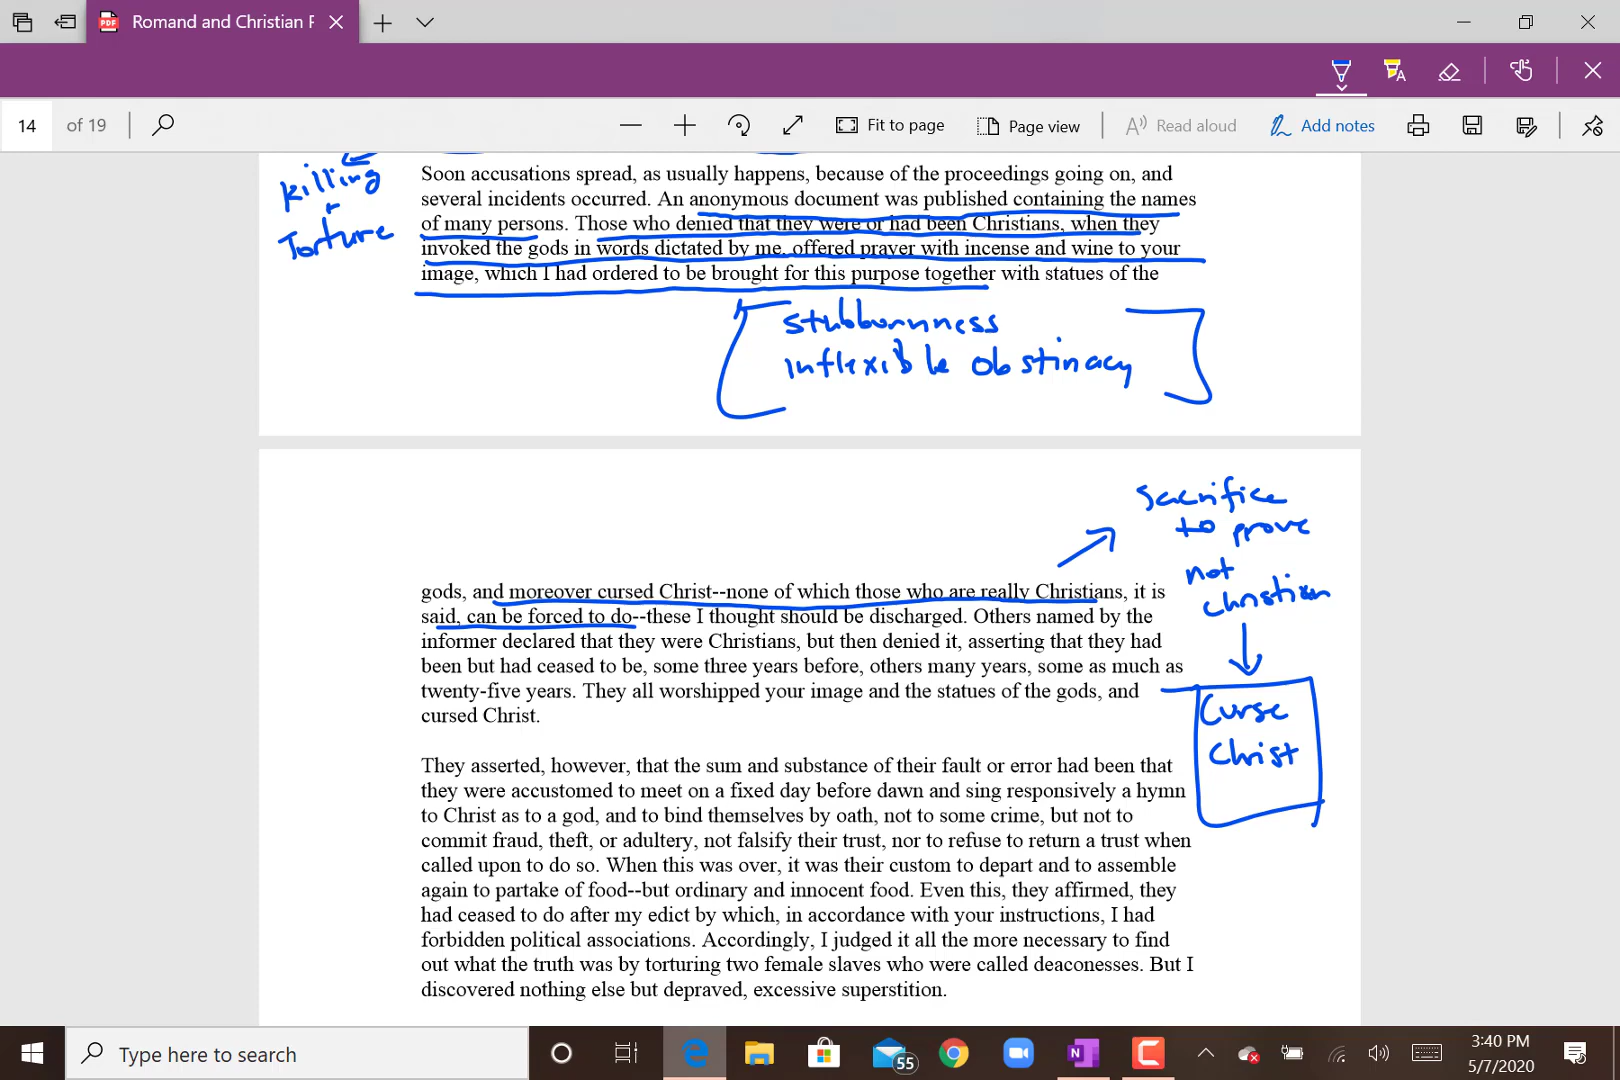 Romand and Christian F
14 of 19
Fit to page
Page view
Read aloud
Add notes
Killing
+
Torture
Soon accusations spread, as usually happens, because of the proceedings going on, and
several incidents occurred. An anonymous document was published containing the names
of many persons. Those who denied that they were or had been Christians, when they
invoked the gods in words dictated by me, offered prayer with incense and wine to your
image, which I had ordered to be brought for this purpose together with statues of the
stubbornness
inflexible obstinacy
Sacrifice
to prove
not
christian
gods, and moreover cursed Christ--none of which those who are really Christians, it is
said, can be forced to do--these I thought should be discharged. Others named by the
informer declared that they were Christians, but then denied it, asserting that they had
been but had ceased to be, some three years before, others many years, some as much as
twenty-five years. They all worshipped your image and the statues of the gods, and
cursed Christ.
Curse
Christ
They asserted, however, that the sum and substance of their fault or error had been that
they were accustomed to meet on a fixed day before dawn and sing responsively a hymn
to Christ as to a god, and to bind themselves by oath, not to some crime, but not to
commit fraud, theft, or adultery, not falsify their trust, nor to refuse to return a trust when
called upon to do so. When this was over, it was their custom to depart and to assemble
again to partake of food--but ordinary and innocent food. Even this, they affirmed, they
had ceased to do after my edict by which, in accordance with your instructions, I had
forbidden political associations. Accordingly, I judged it all the more necessary to find
out what the truth was by torturing two female slaves who were called deaconesses. But I
discovered nothing else but depraved, excessive superstition.
Type here to search
55
3:40 PM
5/7/2020